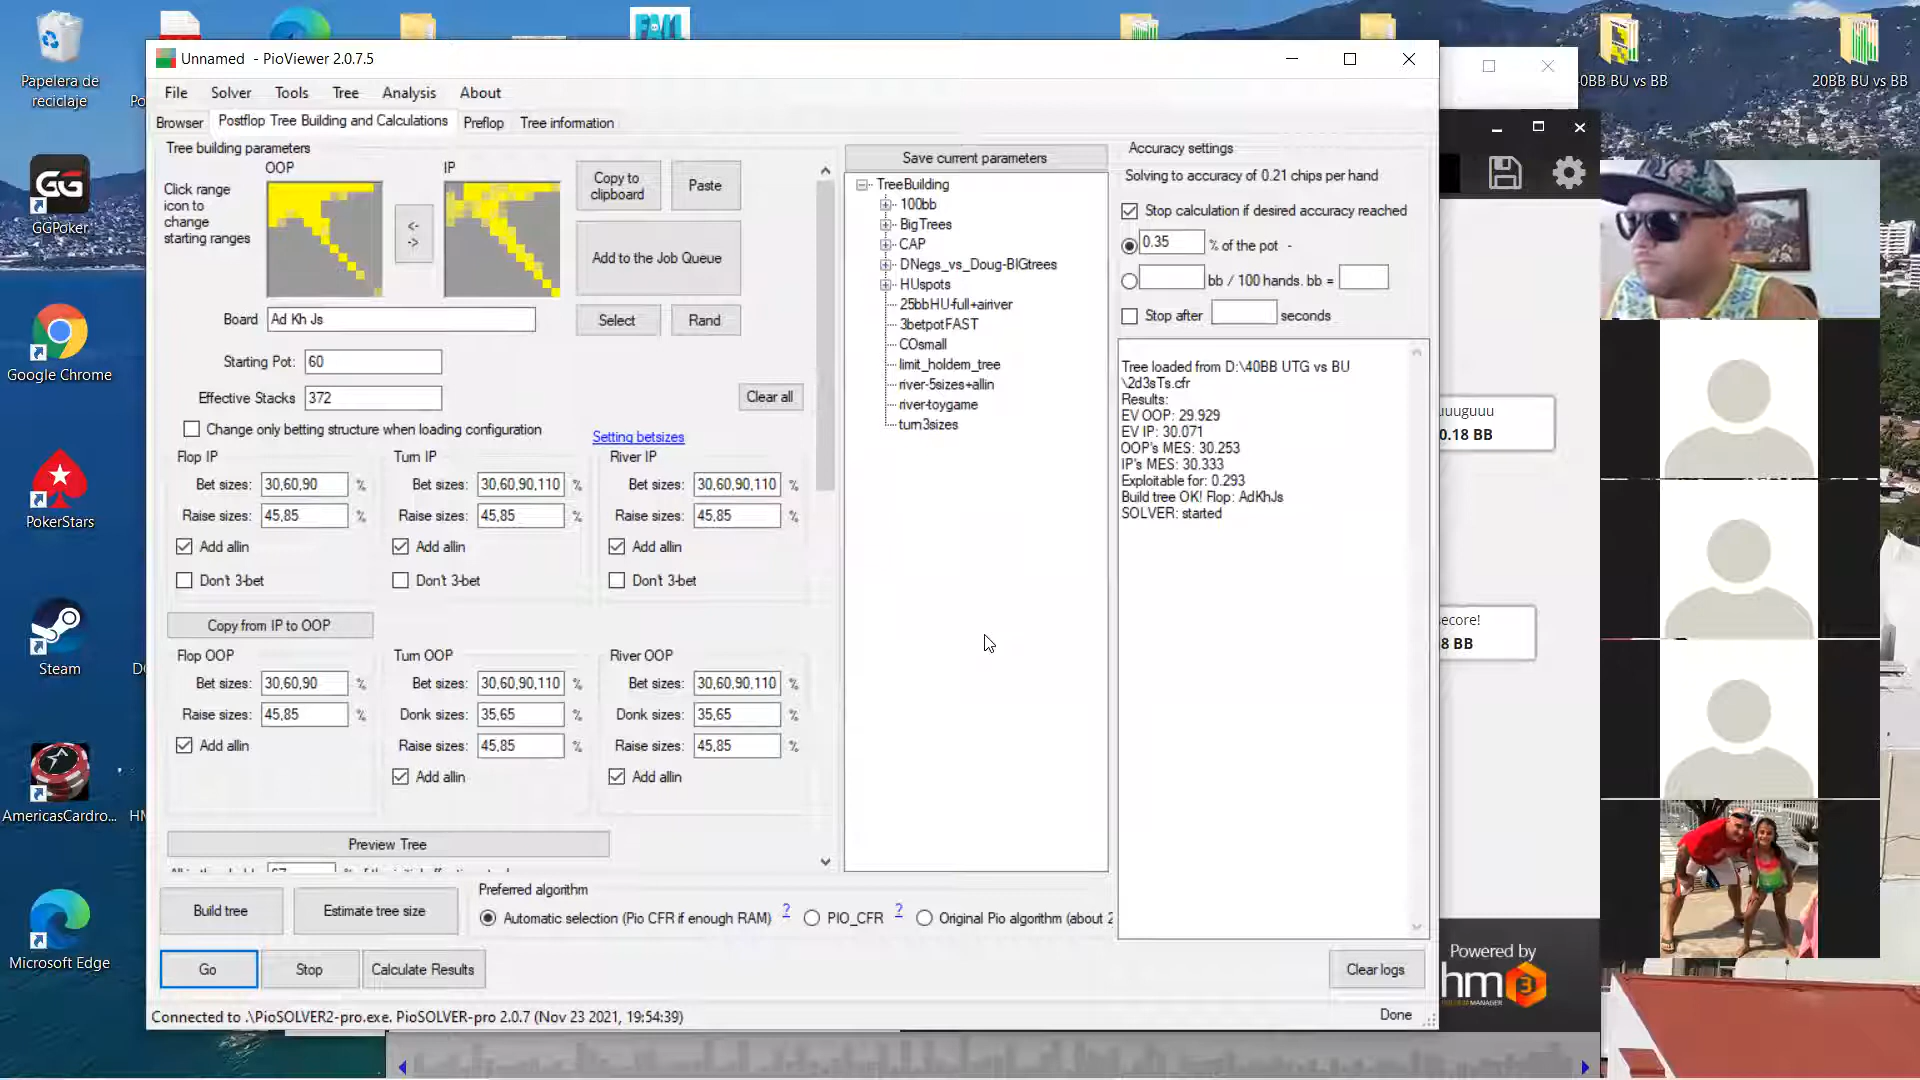 Papelera de
reciclaje
Po
GGPoker
Google Chrome
PokerStars
Steam
DC
AmericasCardro...
HM
Microsoft Edge
FALL
0BB BU vs BB
20BB BU vs BB
Unnamed - PioViewer 2.0.7.5
File Solver Tools Tree Analysis About
Browser Postflop Tree Building and Calculations Preflop Tree information
Tree building parameters
OOP IP
Click range
icon to
change
starting ranges
<-
->
Copy to
clipboard
Paste
Add to the Job Queue
Board Ad Kh Js
Select Rand
Starting Pot: 60
Effective Stacks 372
Clear all
Change only betting structure when loading configuration
Setting betsizes
Flop IP Turn IP River IP
Bet sizes: 30,60,90 % Bet sizes: 30,60,90,110 % Bet sizes: 30,60,90,110 %
Raise sizes: 45,85 % Raise sizes: 45,85 % Raise sizes: 45,85 %
Add allin Add allin Add allin
Don't 3-bet Don't 3-bet Don't 3-bet
Copy from IP to OOP
Flop OOP Turn OOP River OOP
Bet sizes: 30,60,90 % Bet sizes: 30,60,90,110 % Bet sizes: 30,60,90,110 %
Raise sizes: 45,85 % Donk sizes: 35,65 % Donk sizes: 35,65 %
Add allin Raise sizes: 45,85 % Raise sizes: 45,85 %
Add allin Add allin
Preview Tree
Build tree
Estimate tree size
Preferred algorithm
Automatic selection (Pio CFR if enough RAM) ? PIO_CFR ? Original Pio algorithm (about 2
Go Stop Calculate Results
Connected to .\PioSOLVER2-pro.exe. PioSOLVER-pro 2.0.7 (Nov 23 2021, 19:54:39)
Done
Save current parameters
TreeBuilding
100bb
BigTrees
CAP
DNegs_vs_Doug-BIGtrees
HUspots
25bbHU-full+airiver
3betpotFAST
COsmall
limit_holdem_tree
river-5sizes+allin
river-toygame
turn3sizes
Accuracy settings
Solving to accuracy of 0.21 chips per hand
Stop calculation if desired accuracy reached
0.35 % of the pot -
bb / 100 hands. bb =
Stop after seconds
Tree loaded from D:\40BB UTG vs BU
\2d3sTs.cfr
Results:
EV OOP: 29.929
EV IP: 30.071
OOP's MES: 30.253
IP's MES: 30.333
Exploitable for: 0.293
Build tree OK! Flop: AdKhJs
SOLVER: started
Clear logs
uuuguuu
0.18 BB
ecore!
8 BB
Powered by
hm 3